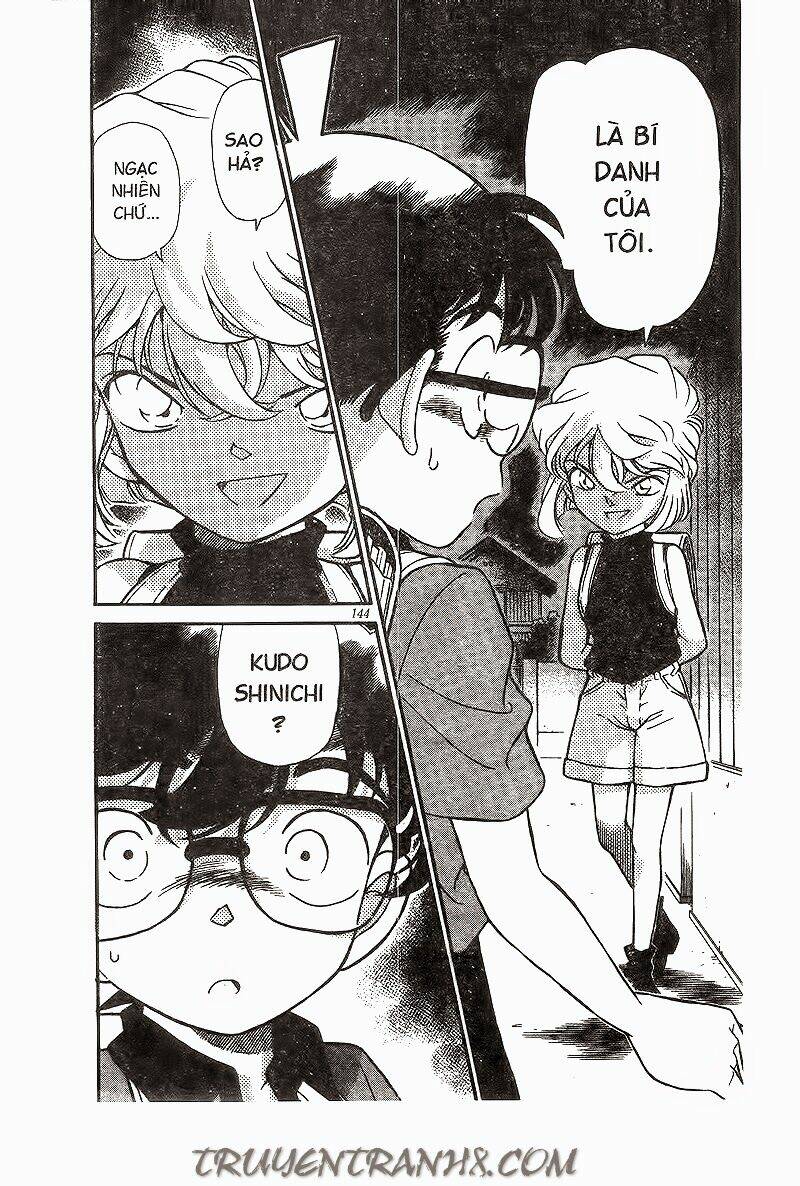 LÀ BÍ
DANH
CỦA
TÔI.
SAO
HẢ?
NGẠC
NHIÊN
CHỨ...
144
KUDO
SHINICHI
?
TRUYENTRANH8.COM